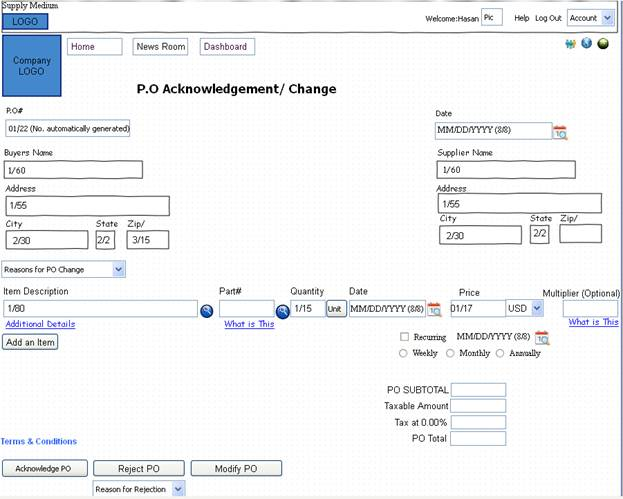 Supply Medium
LOGO
Welcome:Hasan Pic Help Log Out Account
Company
LOGO
Home News Room Dashboard
P.O Acknowledgement/ Change
P.O#
01/22 (No. automatically generated)
Date
MM/DD/YYYY (8/8)
Buyers Name
1/60
Supplier Name
1/60
Address
1/55
Address
1/55
City State Zip/
2/30 2/2 3/15
City State Zip/
2/30 2/2
Reasons for PO Change
Item Description Part# Quantity Date Price Multiplier (Optional)
1/80 1/15 Unit MM/DD/YYYY (8/8) 01/17 USD
Additional Details What is This What is This
Add an Item
Recurring MM/DD/YYYY (8/8)
Weekly Monthly Annually
PO SUBTOTAL
Taxable Amount
Tax at 0.00%
PO Total
Terms & Conditions
Acknowledge PO Reject PO Modify PO
Reason for Rejection